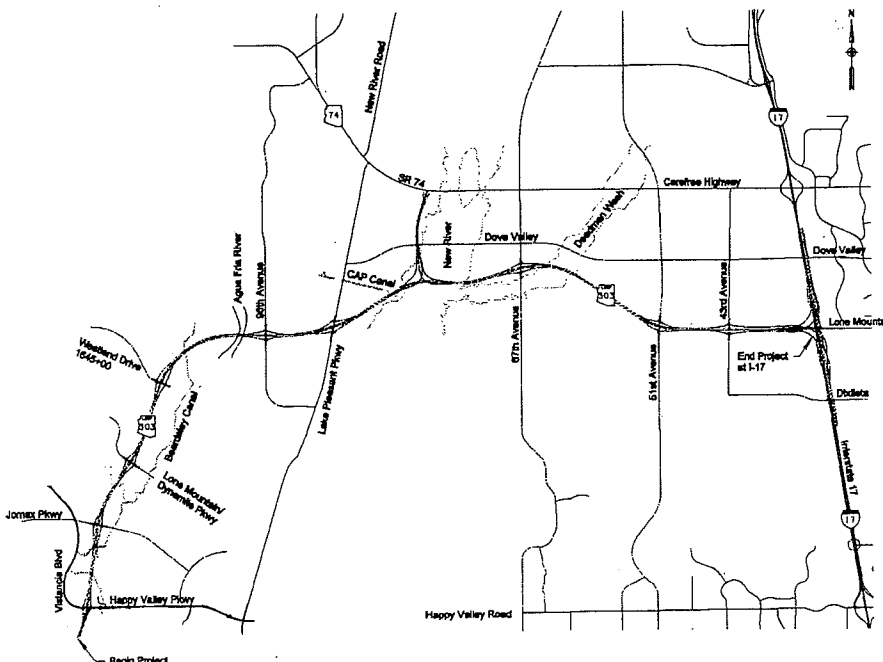 N
New River Road
74
17
SR 74
Carefree Highway
Deadman Wash
New River
Dove Valley
Dove Valley
CAP Canal
Agua Fria River
98th Avenue
303
67th Avenue
43rd Avenue
51st Avenue
Lone Mounta
Westland Drive
1645+00
End Project
at I-17
Lake Pleasant Pkwy
Dixileta
303
Beardsley Canal
Lone Mountain/
Dynamite Pkwy
Interstate 17
Jomax Pkwy
17
Vistancia Blvd
Happy Valley Pkwy
Happy Valley Road
Begin Project